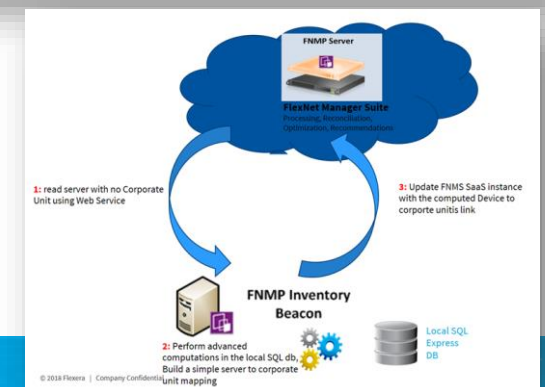 FNMP Server
FlexNet Manager Suite
Processing, Reconciliation,
Optimization, Recommendations
1: read server with no Corporate
Unit using Web Service
3: Update FNMS SaaS instance
with the computed Device to
corporte unitis link
FNMP Inventory
Beacon
2: Perform advanced
computations in the local SQL db,
Build a simple server to corporate
unit mapping
Local SQL
Express
DB
© 2018 Flexera | Company Confidential